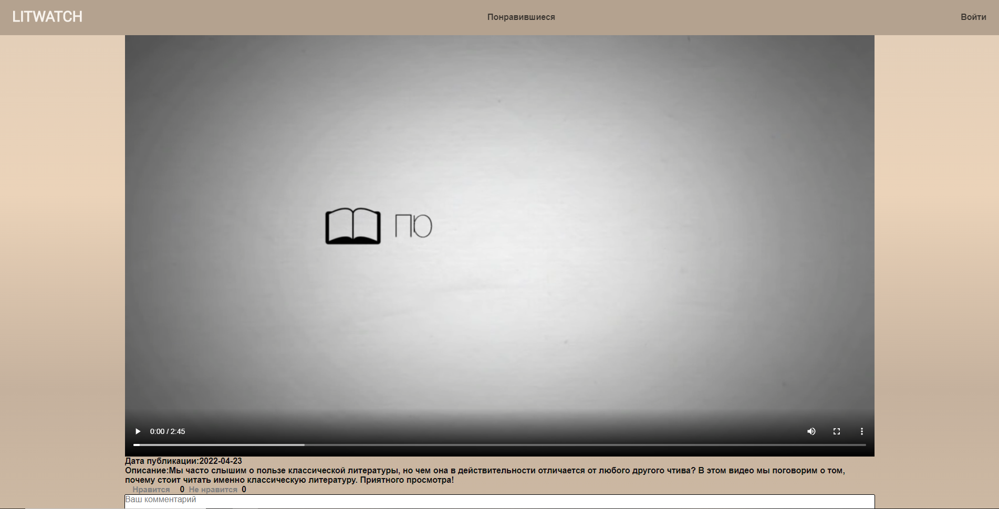 LITWATCH
Понравившиеся
Войти
ПО
0:00 / 2:45
Дата публикации:2022-04-23
Описание:Мы часто слышим о пользе классической литературы, но чем она в действительности отличается от любого другого чтива? В этом видео мы поговорим о том,
почему стоит читать именно классическую литературу. Приятного просмотра!
Нравится 0 Не нравится 0
Ваш комментарий